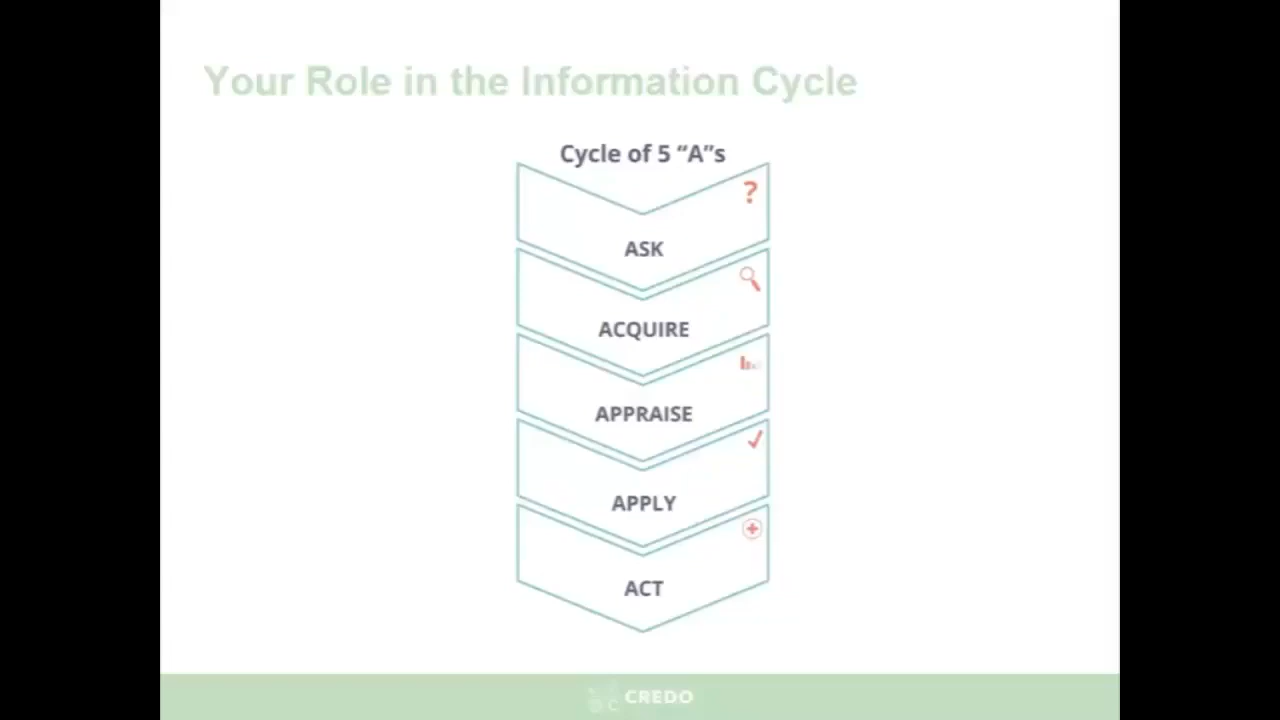 Your Role in the Information Cycle
Cycle of 5 “A”s
?
ASK
ACQUIRE
APPRAISE
APPLY
ACT
CREDO